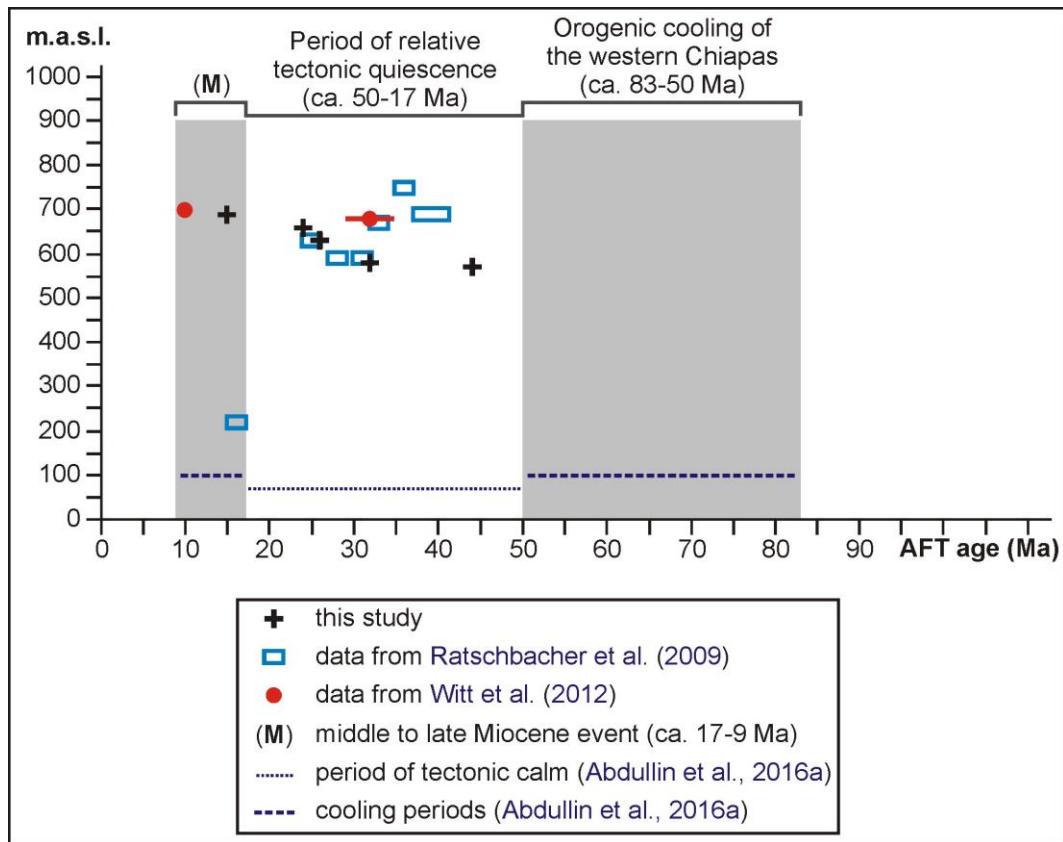 m.a.s.l.
Period of relative
tectonic quiescence
(ca. 50-17 Ma)
Orogenic cooling of
the western Chiapas
(ca. 83-50 Ma)
(M)
1000
900
800
700
600
500
400
300
200
100
0
0 10 20 30 40 50 60 70 80 90 AFT age (Ma)
this study
data from Ratschbacher et al. (2009)
data from Witt et al. (2012)
(M) middle to late Miocene event (ca. 17-9 Ma)
period of tectonic calm (Abdullin et al., 2016a)
cooling periods (Abdullin et al., 2016a)